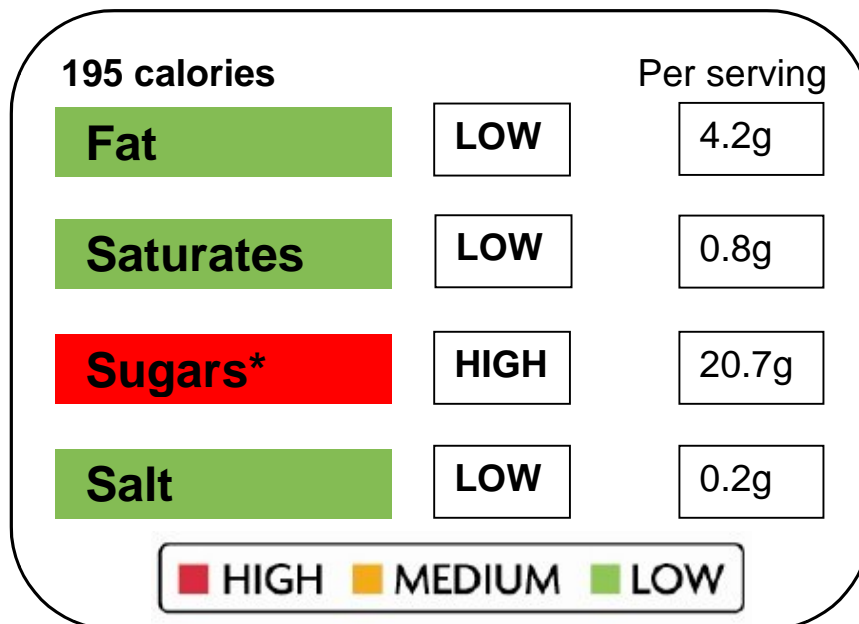 195 calories Per serving
Fat LOW 4.2g
Saturates LOW 0.8g
Sugars* HIGH 20.7g
Salt LOW 0.2g
HIGH MEDIUM LOW